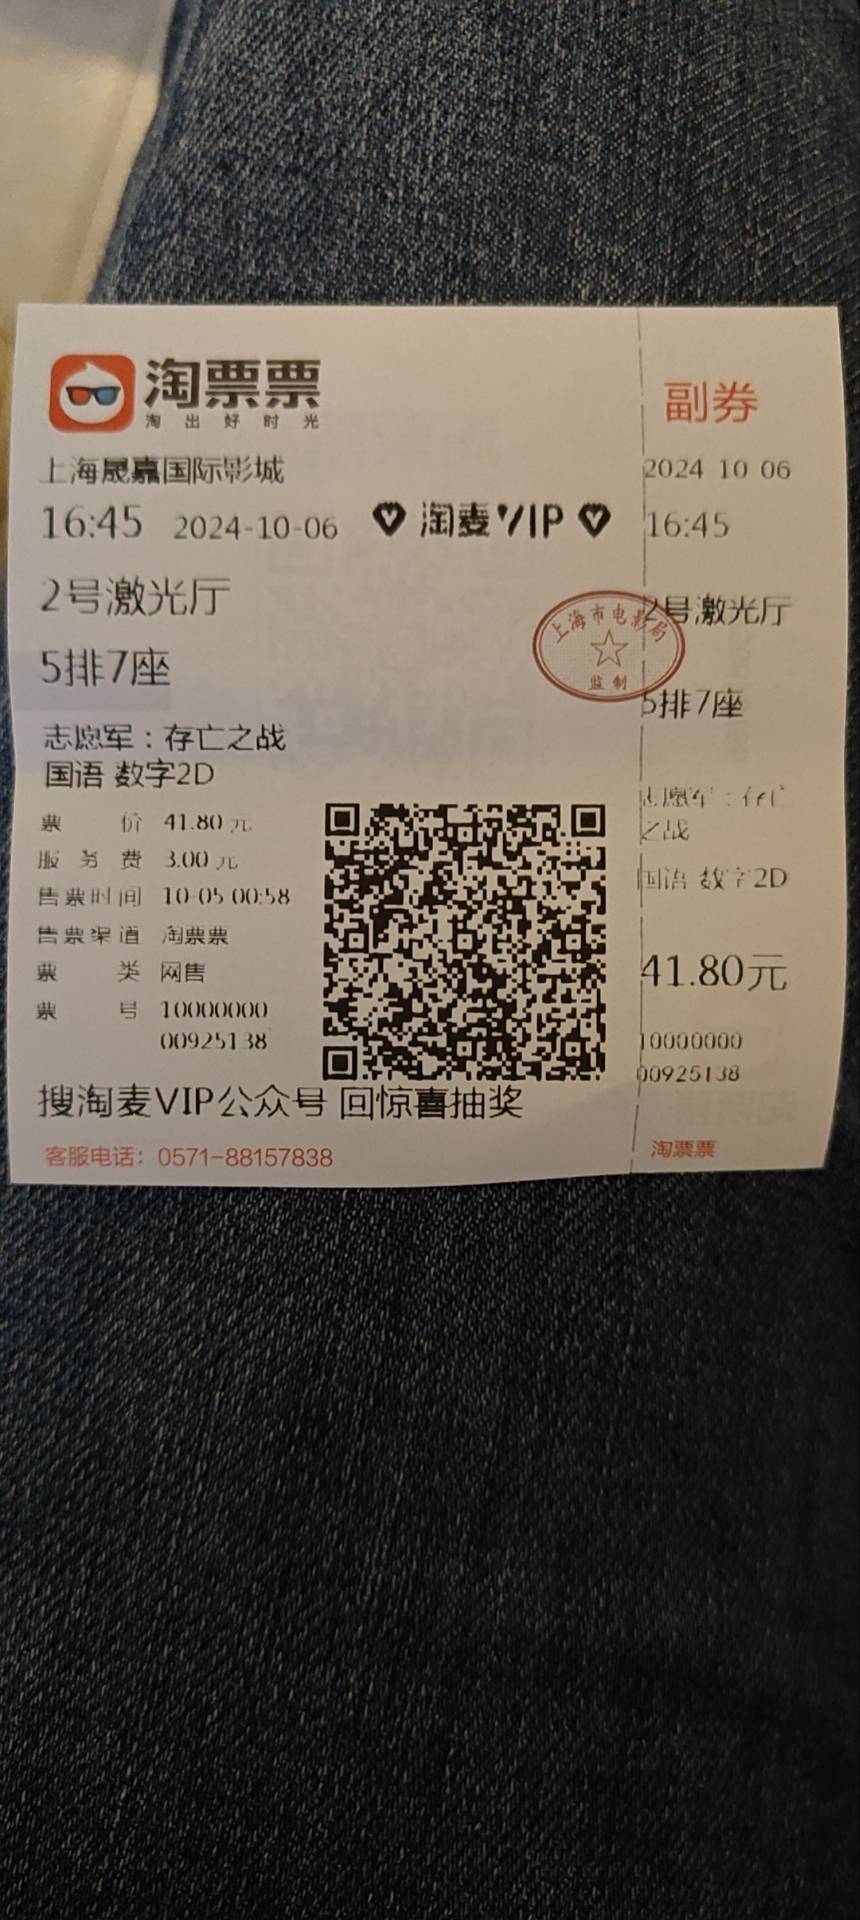 淘票票
淘出好时光
上海晟嘉国际影城
16:45 2024-10-06 淘麦VIP
2号激光厅
5排7座
志愿军：存亡之战
国语 数字2D
票价 41.80元
服务费 3.00元
售票时间 10-05 00:58
售票渠道 淘票票
票类 网售
票号 10000000
00925138
搜淘麦VIP公众号 回惊喜抽奖
客服电话：0571-88157838
上海市电影局
监制
副券
2024 10 06
16:45
2号激光厅
5排7座
志愿军：存亡
之战
国语 数字2D
41.80元
10000000
00925138
淘票票